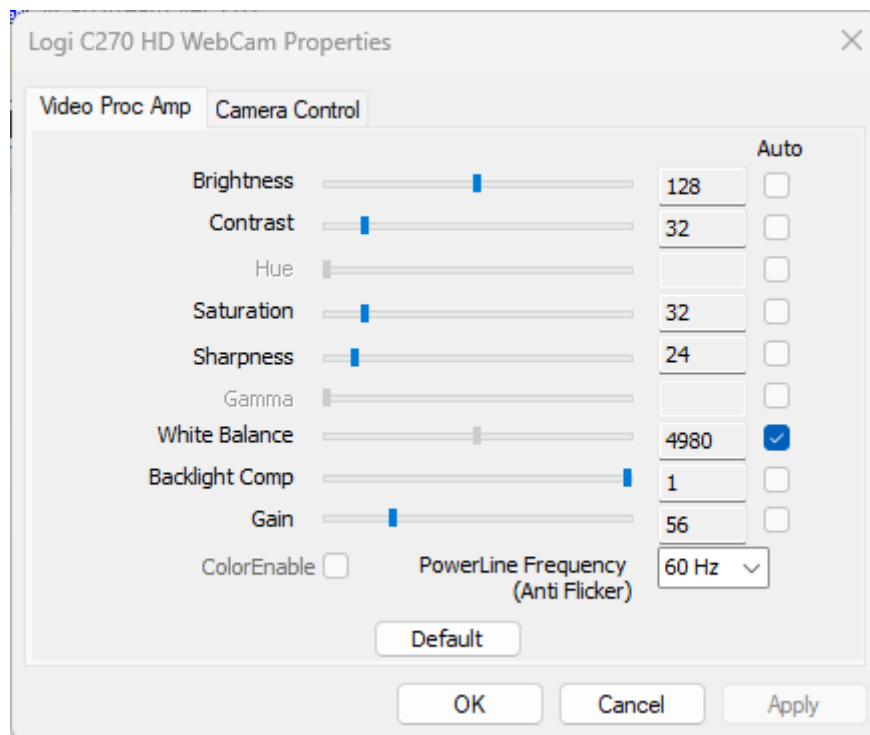 Logi C270 HD WebCam Properties
Video Proc Amp Camera Control
Auto
Brightness 128
Contrast 32
Hue
Saturation 32
Sharpness 24
Gamma
White Balance 4980
Backlight Comp 1
Gain 56
ColorEnable PowerLine Frequency 60 Hz
(Anti Flicker)
Default
OK Cancel Apply